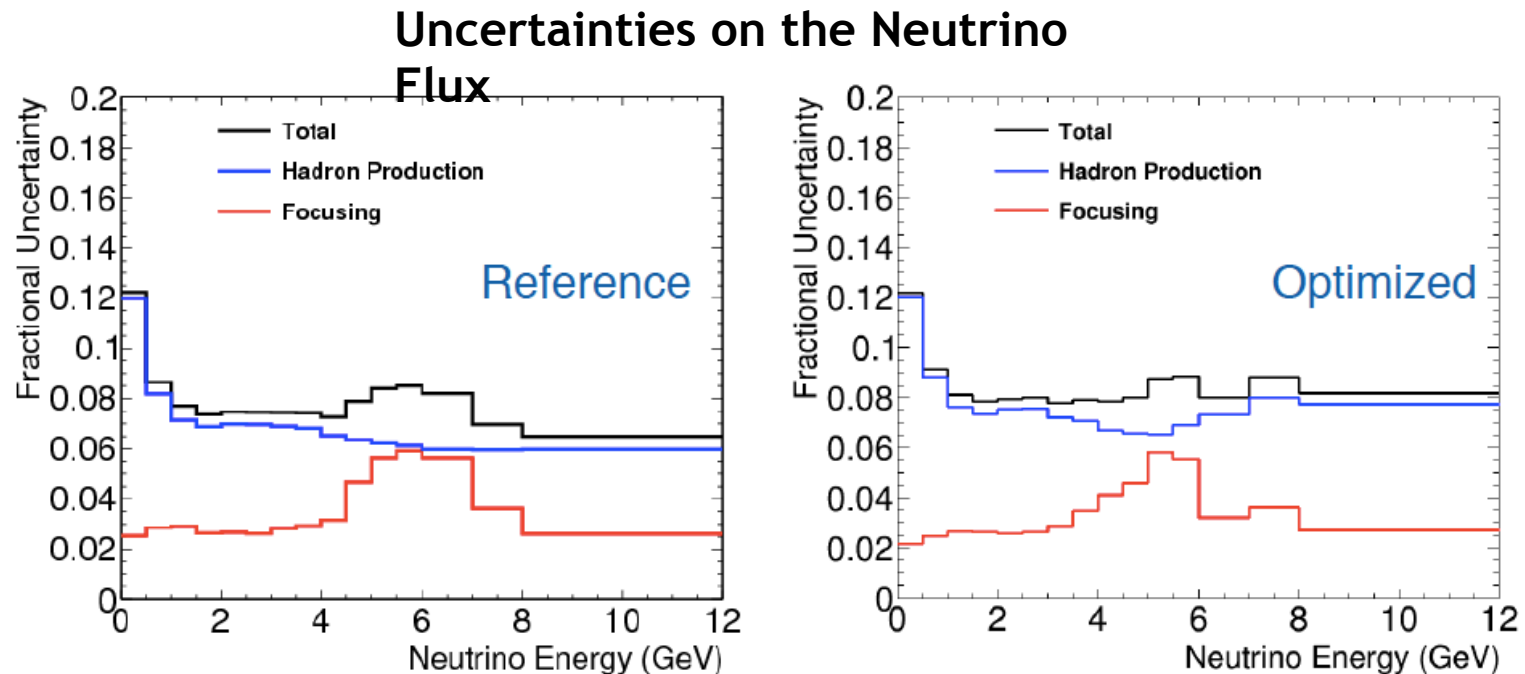 Uncertainties on the Neutrino
Flux
Fractional Uncertainty
0.2
0.18
0.16
0.14
0.12
0.1
0.08
0.06
0.04
0.02
0
Total
Hadron Production
Focusing
Reference
0 2 4 6 8 10 12
Neutrino Energy (GeV)
Fractional Uncertainty
0.2
0.18
0.16
0.14
0.12
0.1
0.08
0.06
0.04
0.02
0
Total
Hadron Production
Focusing
Optimized
0 2 4 6 8 10 12
Neutrino Energy (GeV)